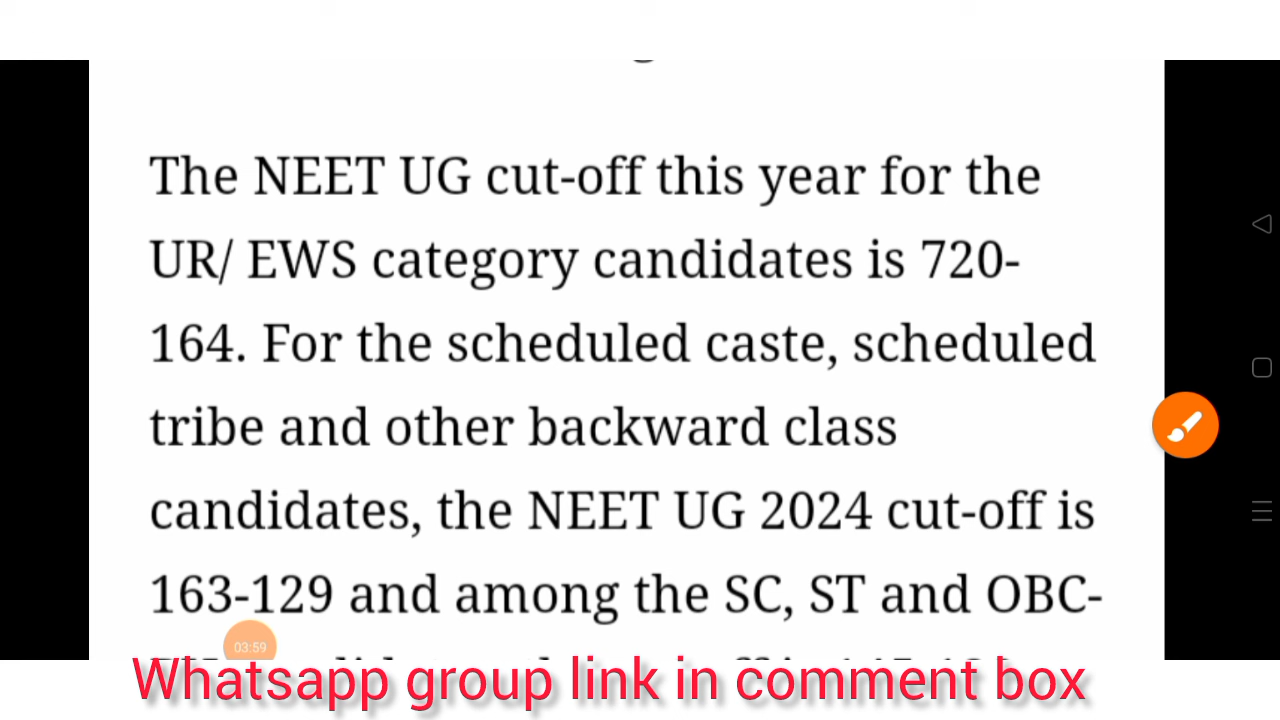 The NEET UG cut-off this year for the
UR/ EWS category candidates is 720-
164. For the scheduled caste, scheduled
tribe and other backward class
candidates, the NEET UG 2024 cut-off is
163-129 and among the SC, ST and OBC-
03:59
Whatsapp group link in comment box